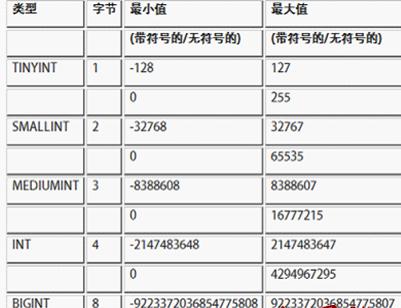 类型 字节 最小值 最大值
(带符号的/无符号的) (带符号的/无符号的)
TINYINT 1 -128 127
0 255
SMALLINT 2 -32768 32767
0 65535
MEDIUMINT 3 -8388608 8388607
0 16777215
INT 4 -2147483648 2147483647
0 4294967295
BIGINT 8 -9223372036854775808 9223372036854775807